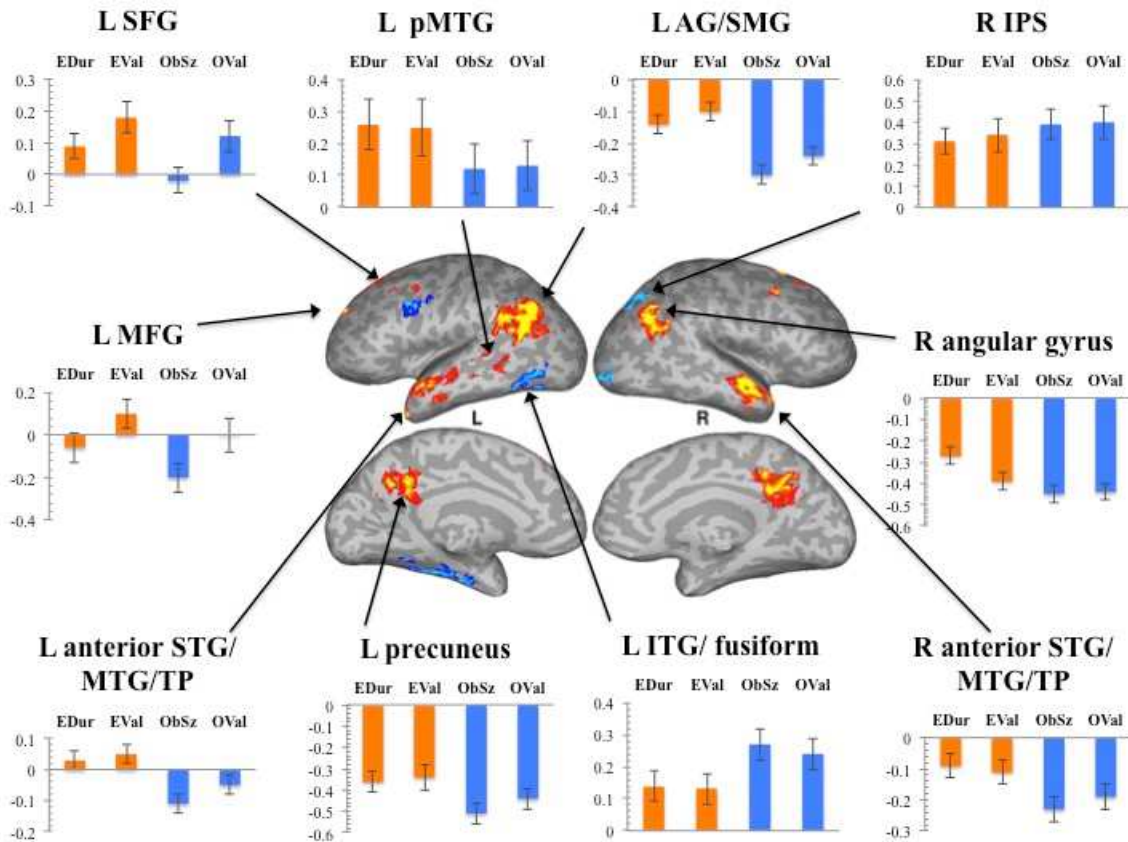 L SFG
EDur EVal ObSz OVal
0.3
0.2
0.1
0
-0.1
L pMTG
EDur EVal ObSz OVal
0.4
0.3
0.2
0.1
0
L AG/SMG
EDur EVal ObSz OVal
0
-0.1
-0.2
-0.3
-0.4
R IPS
EDur EVal ObSz OVal
0.6
0.5
0.4
0.3
0.2
0.1
0
L MFG
EDur EVal ObSz OVal
0.2
0
-0.2
-0.4
L
R
R angular gyrus
EDur EVal ObSz OVal
0
-0.1
-0.2
-0.3
-0.4
-0.5
-0.6
L anterior STG/
MTG/TP
EDur EVal ObSz OVal
0.1
0
-0.1
-0.2
L precuneus
EDur EVal ObSz OVal
0
-0.1
-0.2
-0.3
-0.4
-0.5
-0.6
L ITG/ fusiform
EDur EVal ObSz OVal
0.4
0.3
0.2
0.1
0
R anterior STG/
MTG/TP
EDur EVal ObSz OVal
0
-0.1
-0.2
-0.3